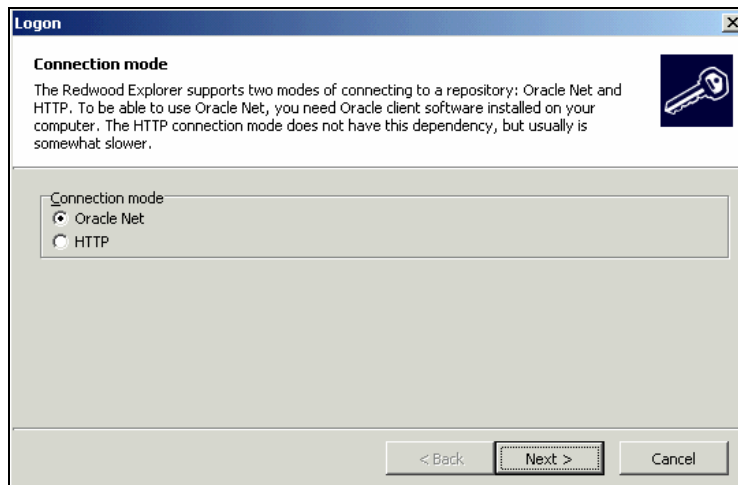 Logon
Connection mode
The Redwood Explorer supports two modes of connecting to a repository: Oracle Net and
HTTP. To be able to use Oracle Net, you need Oracle client software installed on your
computer. The HTTP connection mode does not have this dependency, but usually is
somewhat slower.
Connection mode
Oracle Net
HTTP
< Back
Next >
Cancel